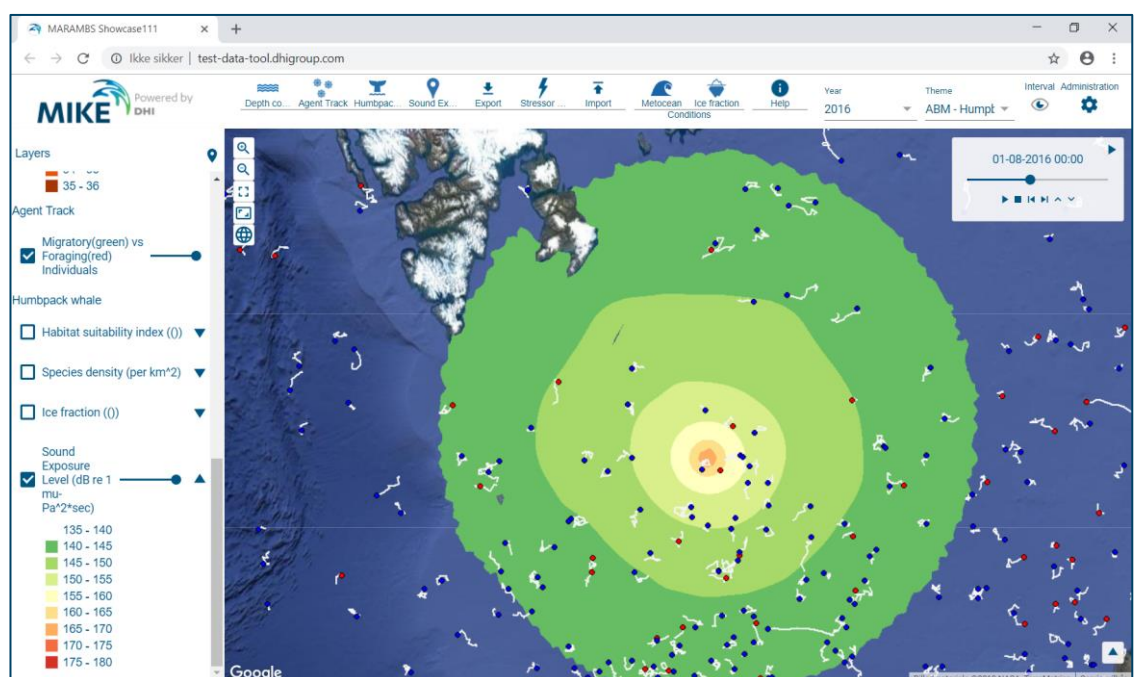 MARAMBS Showcase111
Ikke sikker | test-data-tool.dhigroup.com
MIKE Powered by DHI
Depth co... Agent Track Humpbac... Sound Ex... Export Stressor ... Import Metocean Ice fraction Help
Conditions
Year
2016
Theme
ABM - Humpb
Interval Administration
Layers
35 - 36
Agent Track
Migratory(green) vs
Foraging(red)
Individuals
Humbpack whale
Habitat suitability index (())
Species density (per km^2)
Ice fraction (())
Sound
Exposure
Level (dB re 1
mu-
Pa^2*sec)
135 - 140
140 - 145
145 - 150
150 - 155
155 - 160
160 - 165
165 - 170
170 - 175
175 - 180
01-08-2016 00:00
Google